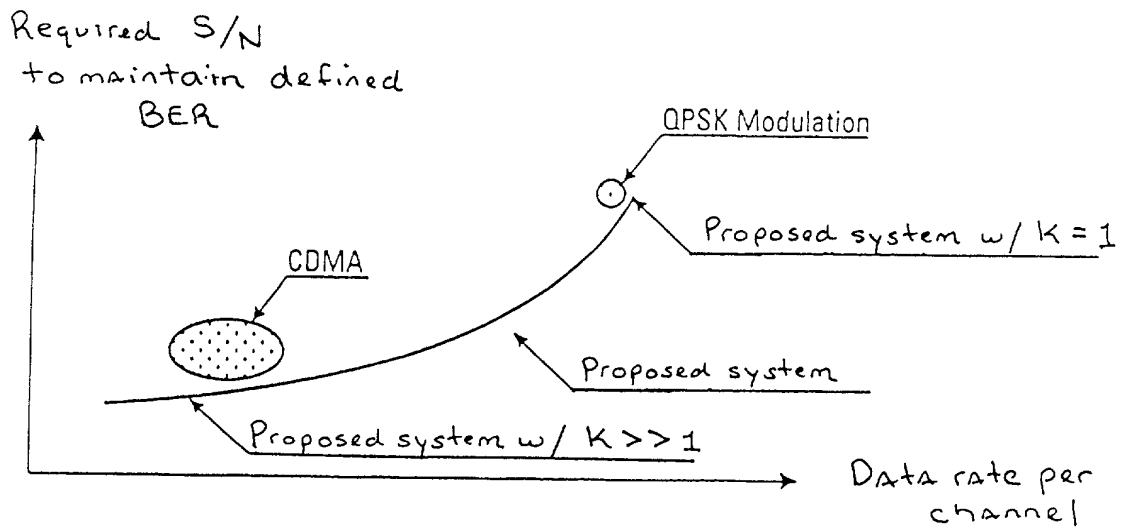 Required S/N
to maintain defined
BER
QPSK Modulation
Proposed system w/ K = 1
CDMA
Proposed system
Proposed system w/ K >> 1
Data rate per
channel